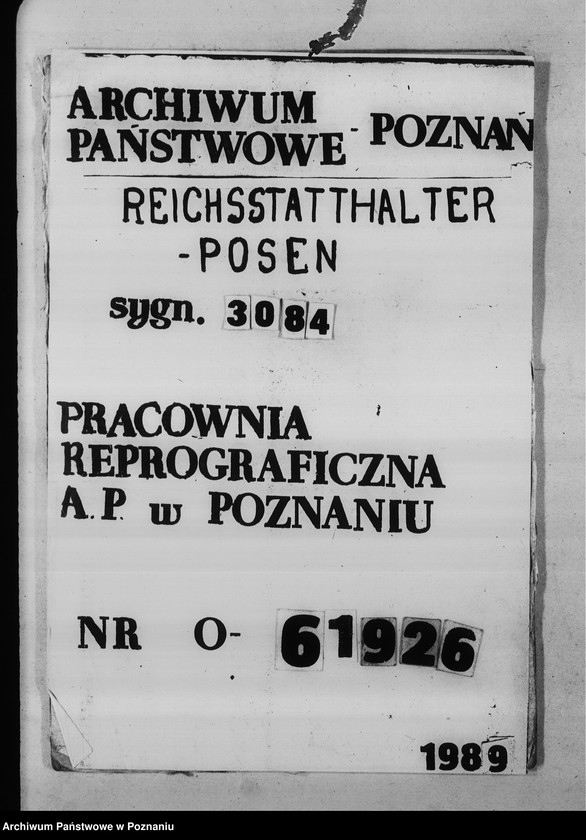 ARCHIWUM
PAŃSTWOWE - POZNAŃ
REICHSSTATTHALTER
-POSEN
sygn. 3084
PRACOWNIA
REPROGRAFICZNA
A.P. w POZNANIU
NR O- 61926
1989
Archiwum Państwowe w Poznaniu